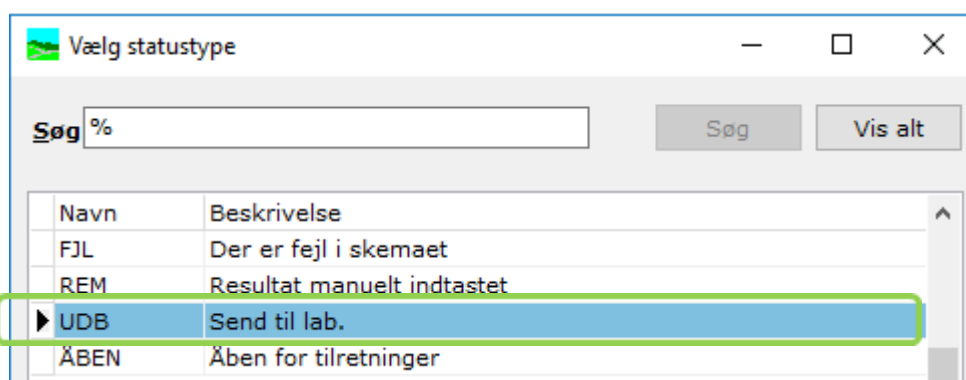 Vælg statustype
Søg % Søg Vis alt
Navn Beskrivelse
FJL Der er fejl i skemaet
REM Resultat manuelt indtastet
UDB Send til lab.
ÅBEN Åben for tilretninger